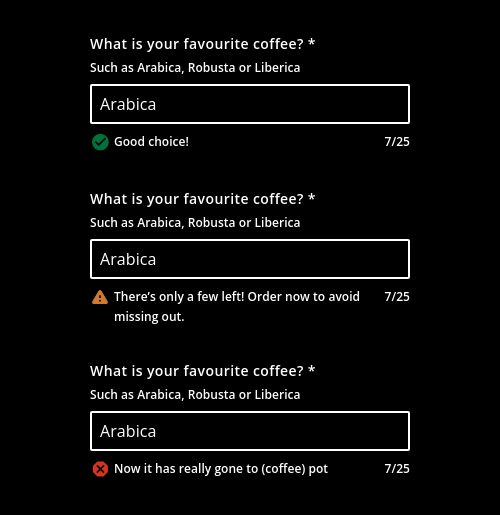 What is your favourite coffee? *
Such as Arabica, Robusta or Liberica
Arabica
Good choice! 7/25
What is your favourite coffee? *
Such as Arabica, Robusta or Liberica
Arabica
There’s only a few left! Order now to avoid 7/25
missing out.
What is your favourite coffee? *
Such as Arabica, Robusta or Liberica
Arabica
Now it has really gone to (coffee) pot 7/25